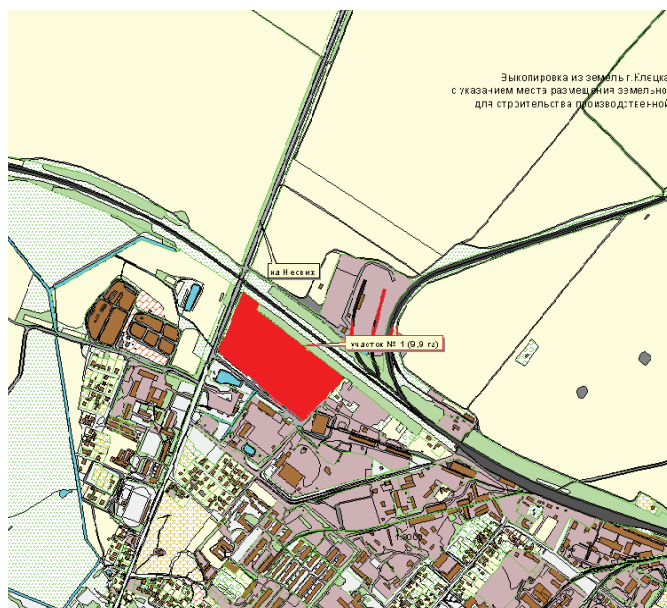 Выкопировка из земель г. Клецка
с указанием места размещения земельно
для строительства производственной
на Несвиж
участок № 1 (9,9 га)